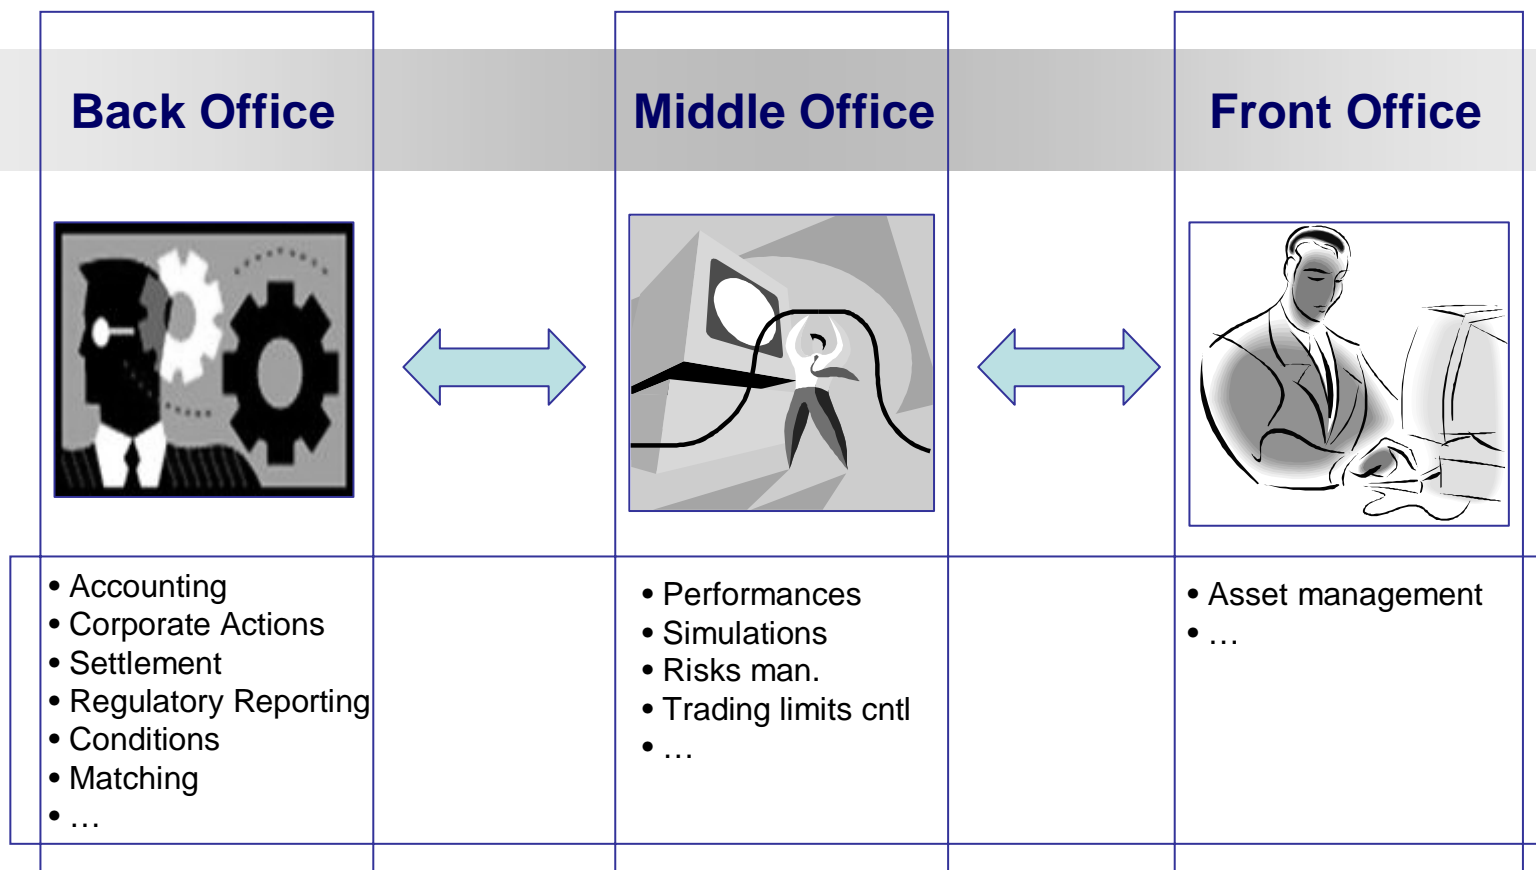 Back Office
Middle Office
Front Office
• Accounting
• Corporate Actions
• Settlement
• Regulatory Reporting
• Conditions
• Matching
• …
• Performances
• Simulations
• Risks man.
• Trading limits cntl
• …
• Asset management
• …